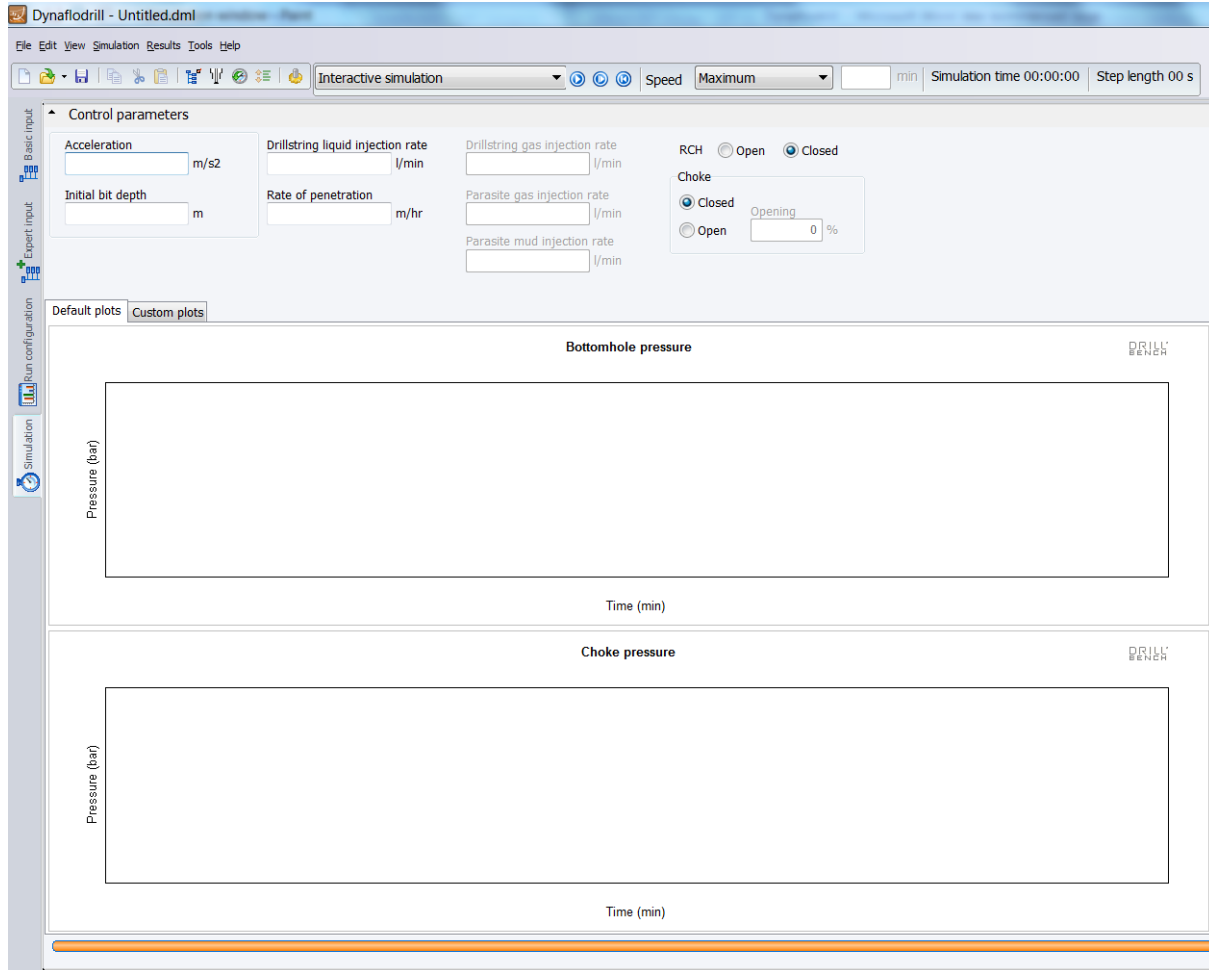 Dynaflodrill - Untitled.dml
File Edit View Simulation Results Tools Help
Interactive simulation Speed Maximum min Simulation time 00:00:00 Step length 00 s
Basic input
Expert input
Run configuration
Simulation
Control parameters
Acceleration
m/s2
Initial bit depth
m
Drillstring liquid injection rate
l/min
Rate of penetration
m/hr
Drillstring gas injection rate
l/min
Parasite gas injection rate
l/min
Parasite mud injection rate
l/min
RCH Open Closed
Choke
Closed
Open
Opening
0 %
Default plots Custom plots
Bottomhole pressure
DRILL
BENCH
Pressure (bar)
Time (min)
Choke pressure
DRILL
BENCH
Pressure (bar)
Time (min)